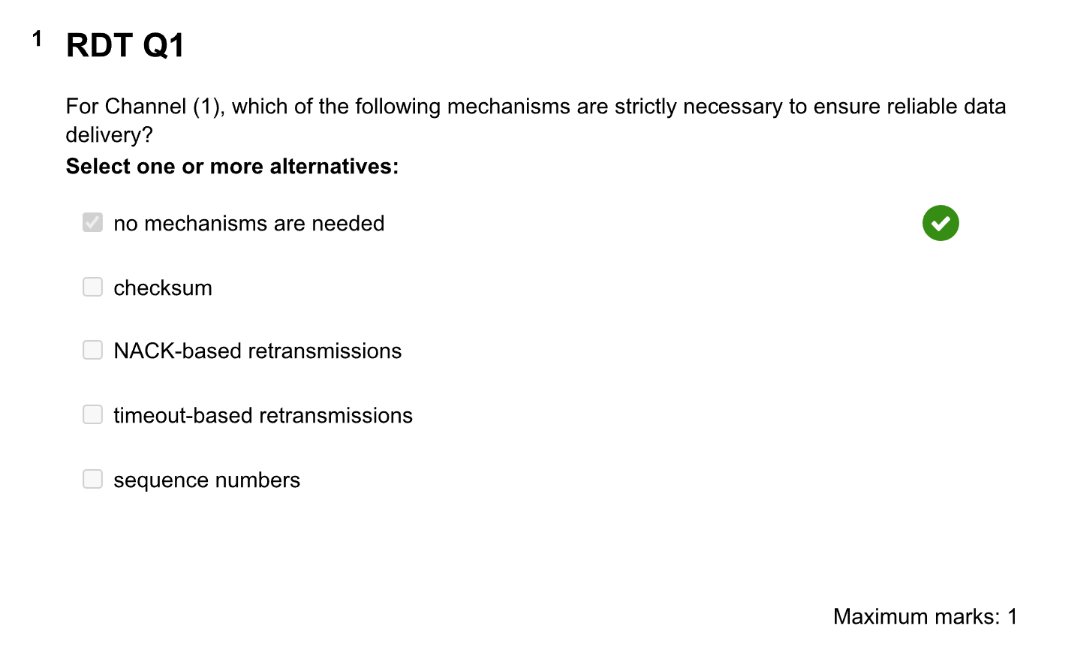 1 RDT Q1
For Channel (1), which of the following mechanisms are strictly necessary to ensure reliable data
delivery?
Select one or more alternatives:
no mechanisms are needed
checksum
NACK-based retransmissions
timeout-based retransmissions
sequence numbers
Maximum marks: 1